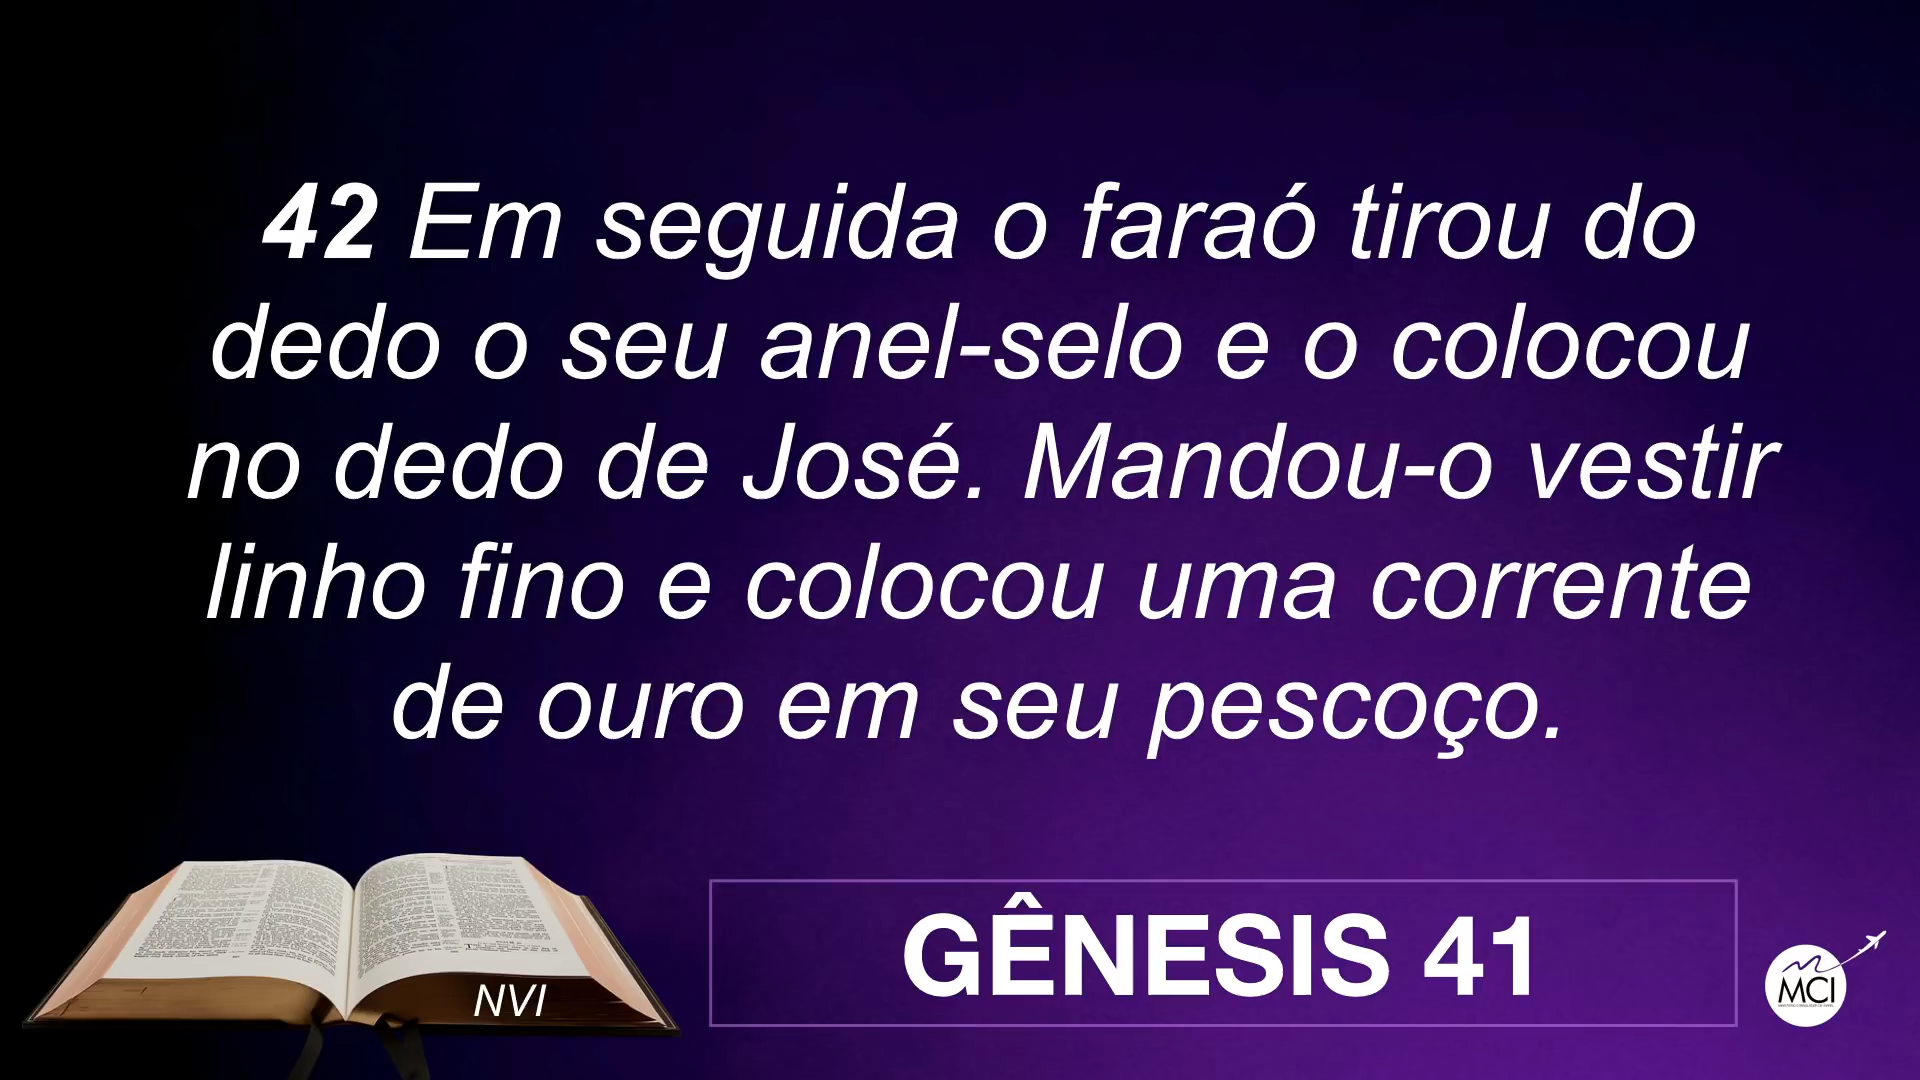 42 Em seguida o faraó tirou do
dedo o seu anel-selo e o colocou
no dedo de José. Mandou-o vestir
linho fino e colocou uma corrente
de ouro em seu pescoço.
NVI
GÊNESIS 41
MCI